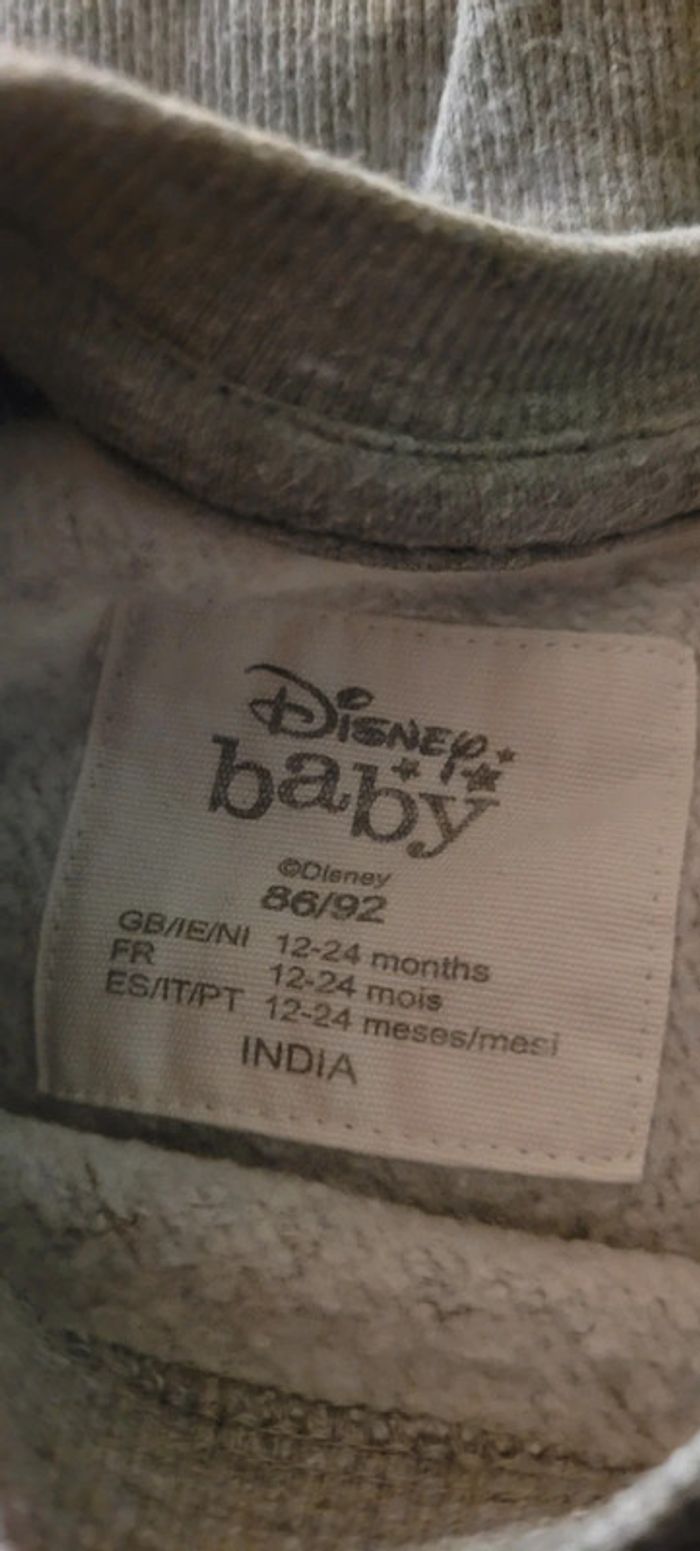 Disney
baby
©Disney
86/92
GB/IE/NI 12-24 months
FR 12-24 mois
ES/IT/PT 12-24 meses/mesi
INDIA